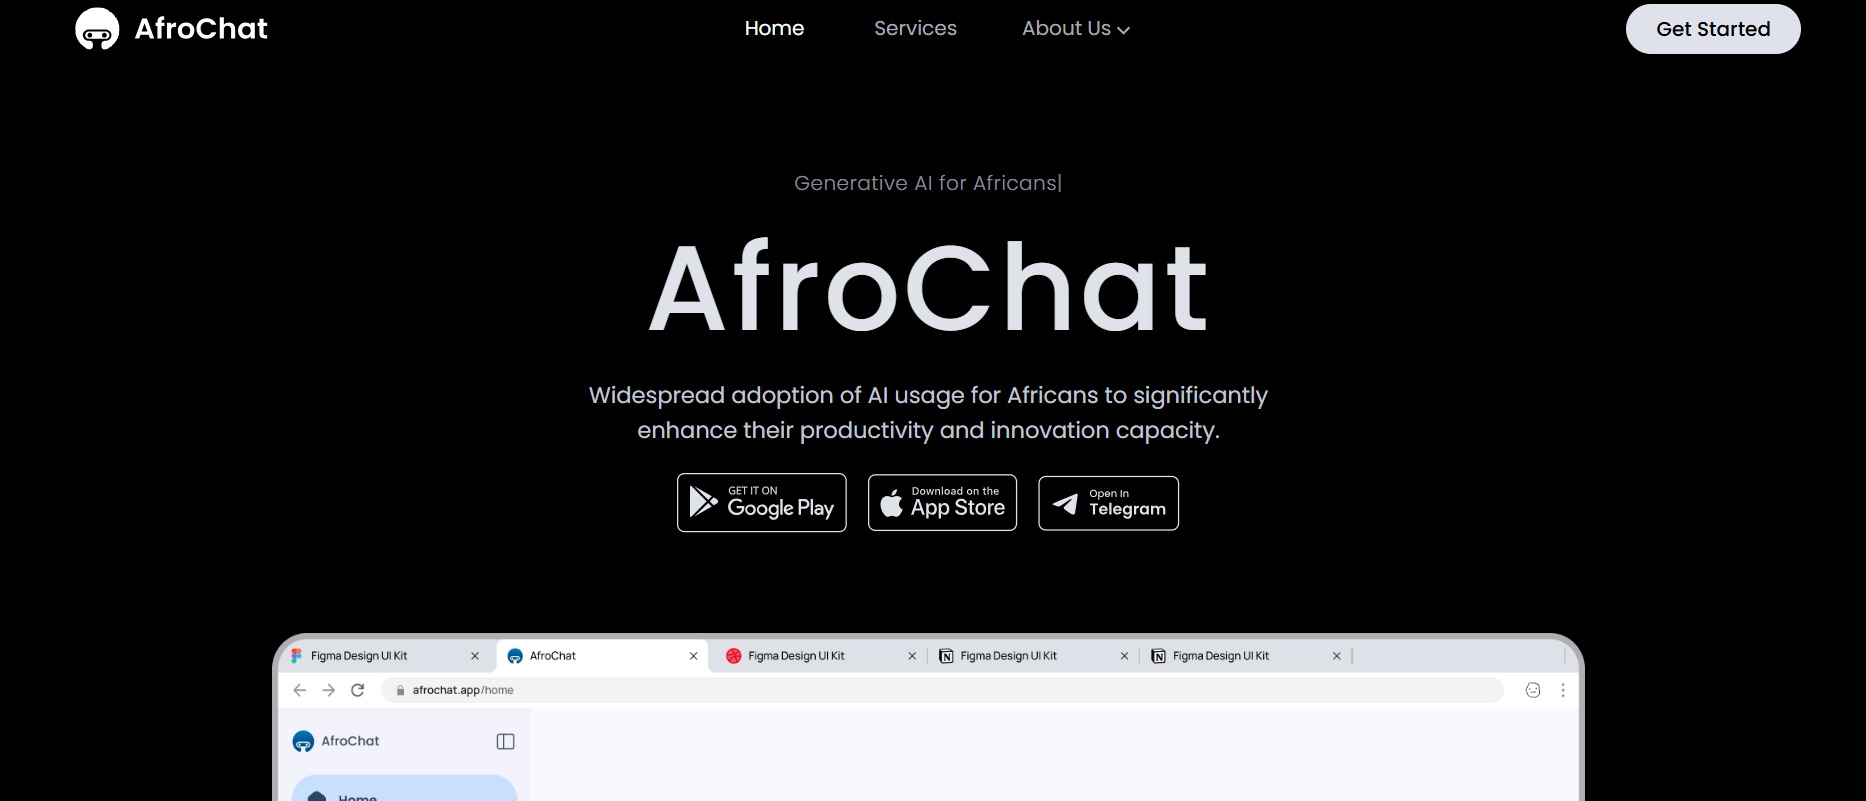 AfroChat
Home
Services
About Us
Get Started
Generative AI for Africans|
AfroChat
Widespread adoption of AI usage for Africans to significantly
enhance their productivity and innovation capacity.
GET IT ON
Google Play
Download on the
App Store
Open In
Telegram
Figma Design UI Kit
AfroChat
Figma Design UI Kit
Figma Design UI Kit
Figma Design UI Kit
afrochat.app/home
AfroChat
Home